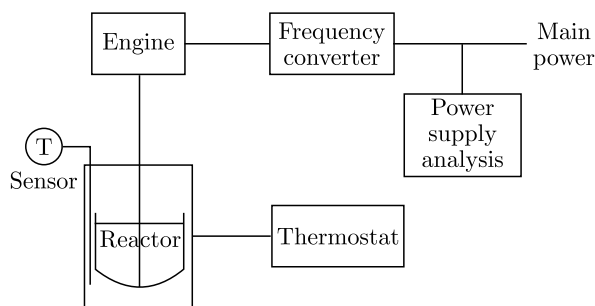 Engine
Frequency
converter
Main
power
Power
supply
analysis
T
Sensor
Reactor
Thermostat